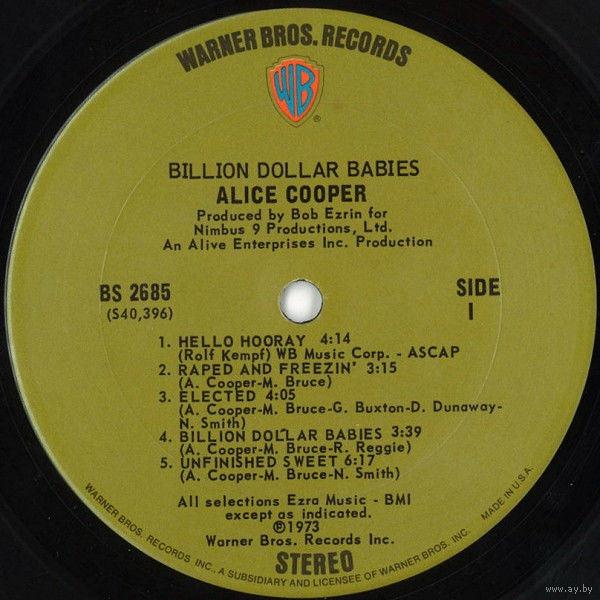 WARNER BROS. RECORDS
WB
®
BILLION DOLLAR BABIES
ALICE COOPER
Produced by Bob Ezrin for
Nimbus 9 Productions, Ltd.
An Alive Enterprises Inc. Production
BS 2685
(S40,396)
SIDE
1
1. HELLO HOORAY 4:14
(Rolf Kempf) WB Music Corp. - ASCAP
2. RAPED AND FREEZIN' 3:15
(A. Cooper-M. Bruce)
3. ELECTED 4:05
(A. Cooper-M. Bruce-G. Buxton-D. Dunaway-
N. Smith)
4. BILLION DOLLAR BABIES 3:39
(A. Cooper-M. Bruce-R. Reggie)
5. UNFINISHED SWEET 6:17
(A. Cooper-M. Bruce-N. Smith)
All selections Ezra Music - BMI
except as indicated.
℗1973
Warner Bros. Records Inc.
STEREO
WARNER BROS. RECORDS INC., A SUBSIDIARY AND LICENSEE OF WARNER BROS. INC.
MADE IN U.S.A.
www.ay.by